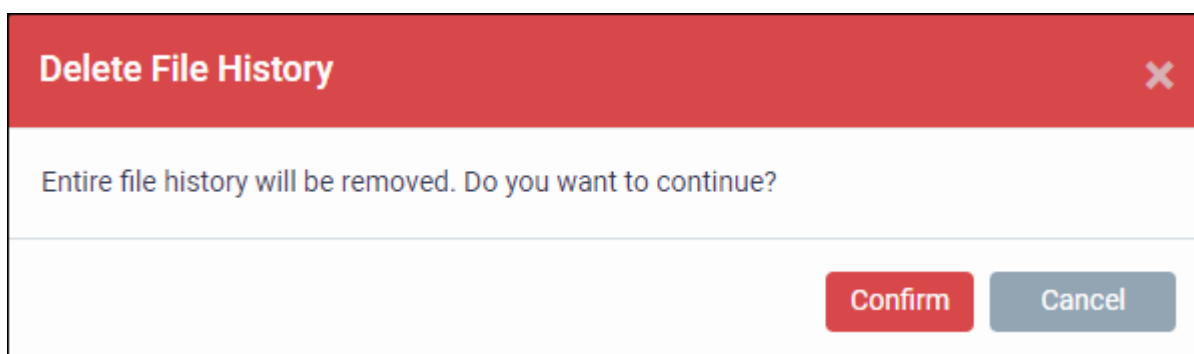 Delete File History
Entire file history will be removed. Do you want to continue?
Confirm Cancel